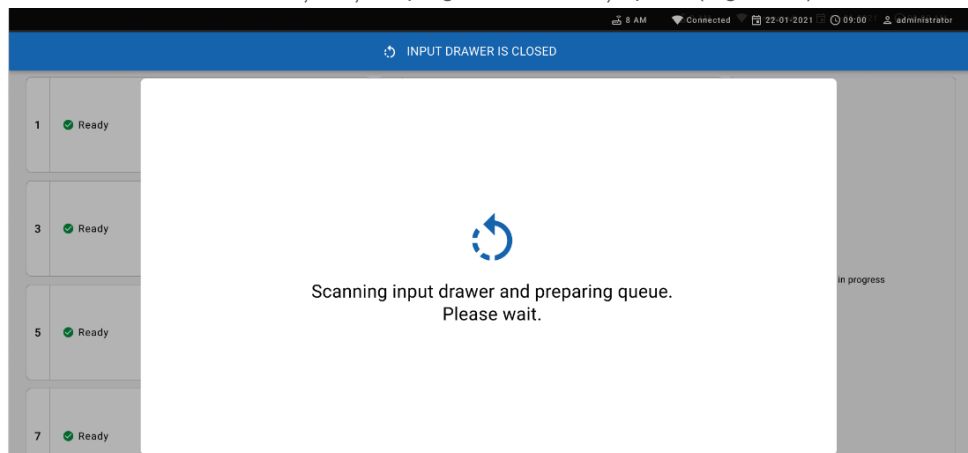 8 AM Connected 22-01-2021 09:00 administrator
INPUT DRAWER IS CLOSED
1 Ready
3 Ready
Scanning input drawer and preparing queue.
Please wait.
in progress
5 Ready
7 Ready